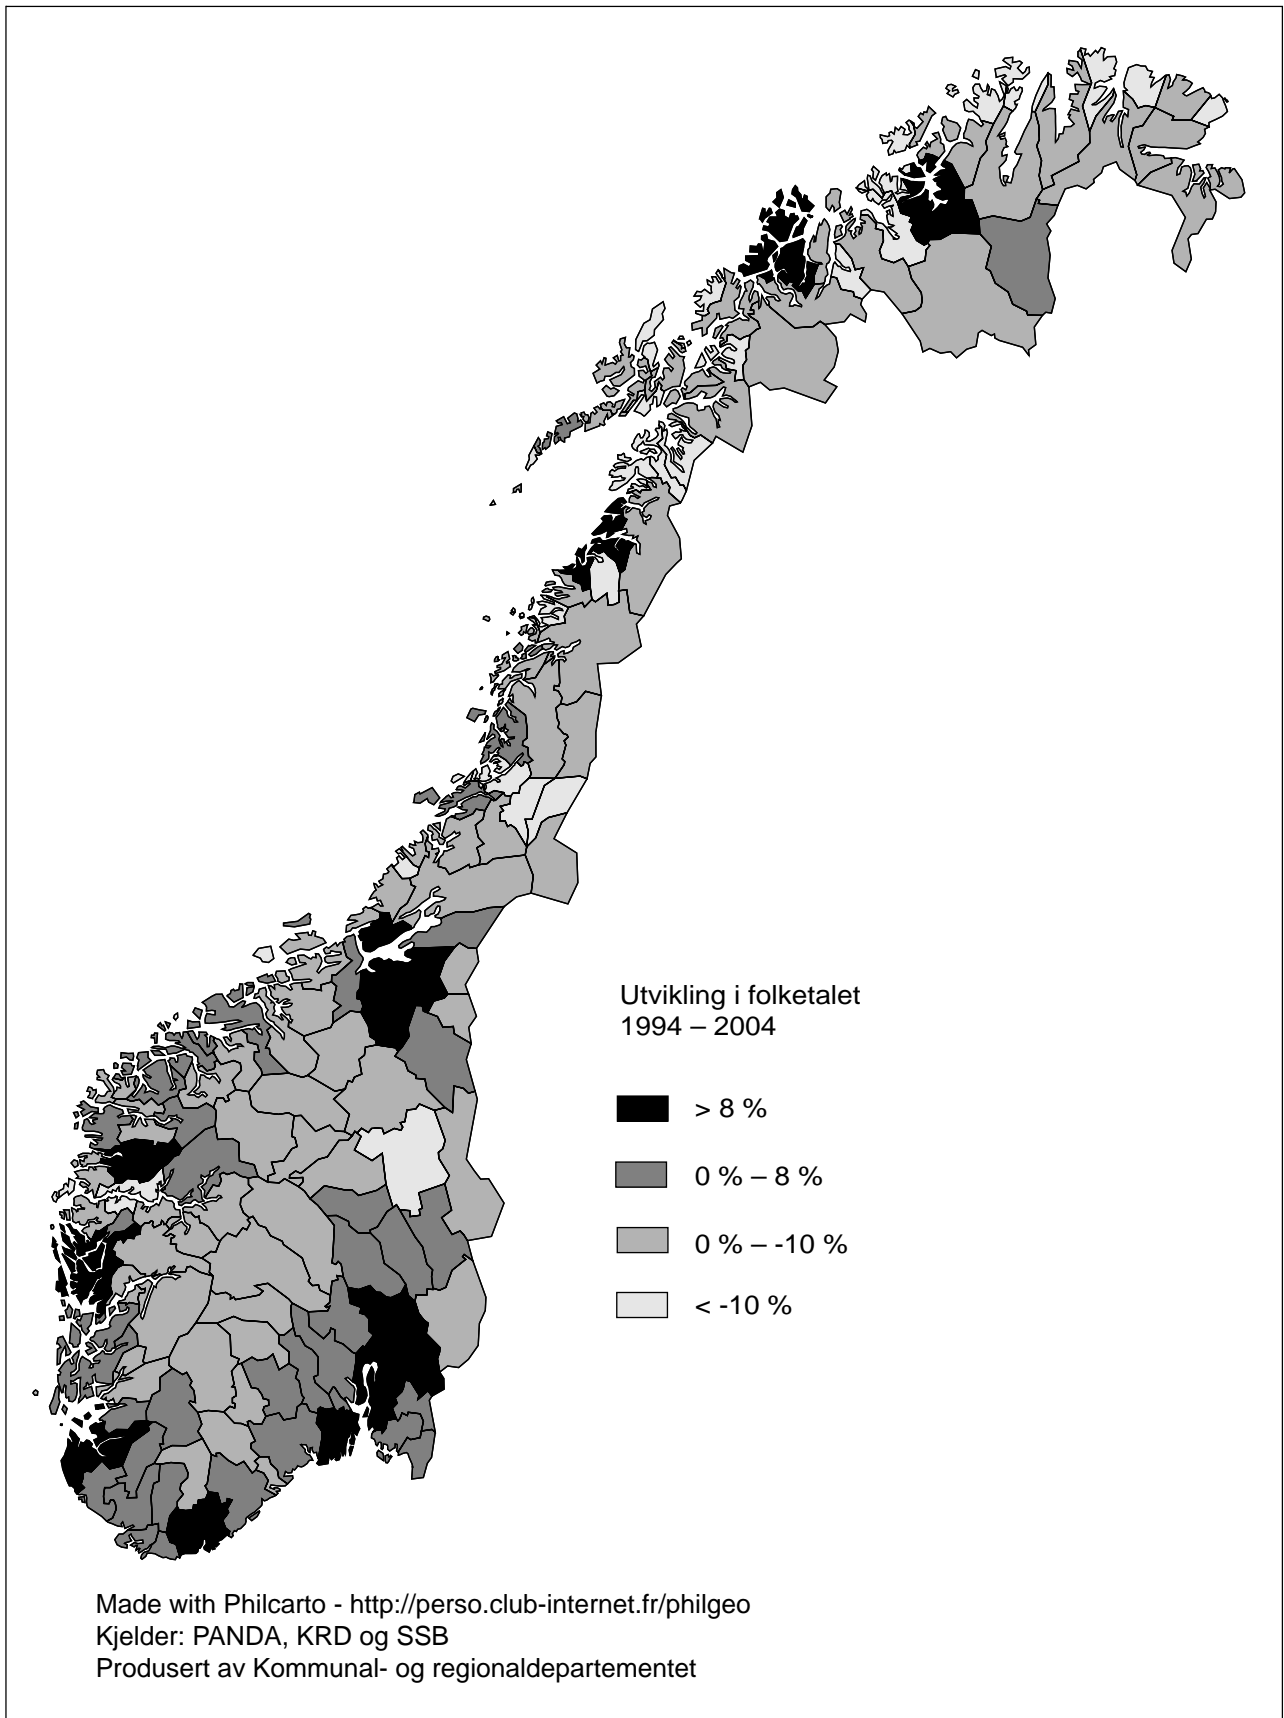 Utvikling i folketalet
1994 – 2004
> 8 %
0 % – 8 %
0 % – -10 %
< -10 %
Made with Philcarto - http://perso.club-internet.fr/philgeo
Kjelder: PANDA, KRD og SSB
Produsert av Kommunal- og regionaldepartementet